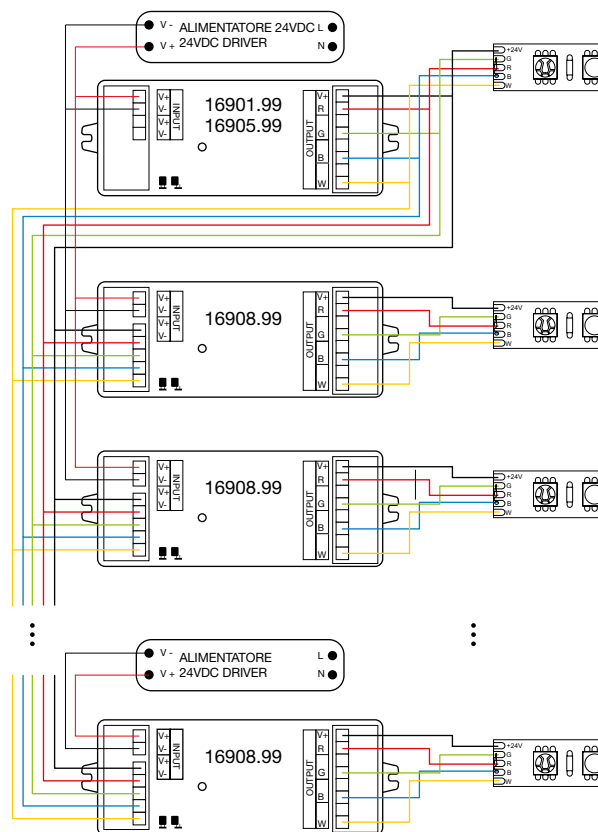 V - ALIMENTATORE 24VDC L
V + 24VDC DRIVER N
16901.99
16905.99
V+
V-
V+
V-
INPUT
OUTPUT
V+
R
G
B
W
+24V
G
R
B
W
16908.99
V+
V-
V+
V-
INPUT
OUTPUT
V+
R
G
B
W
+24V
G
R
B
W
16908.99
V+
V-
V+
V-
INPUT
OUTPUT
V+
R
G
B
W
+24V
G
R
B
W
V - ALIMENTATORE L
V + 24VDC DRIVER N
16908.99
V+
V-
INPUT
OUTPUT
V+
R
G
B
W
+24V
G
R
B
W